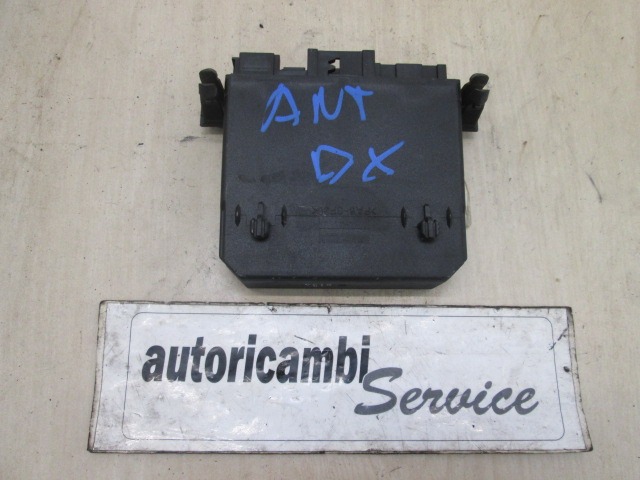 ANT
DX
autoricambi
Service